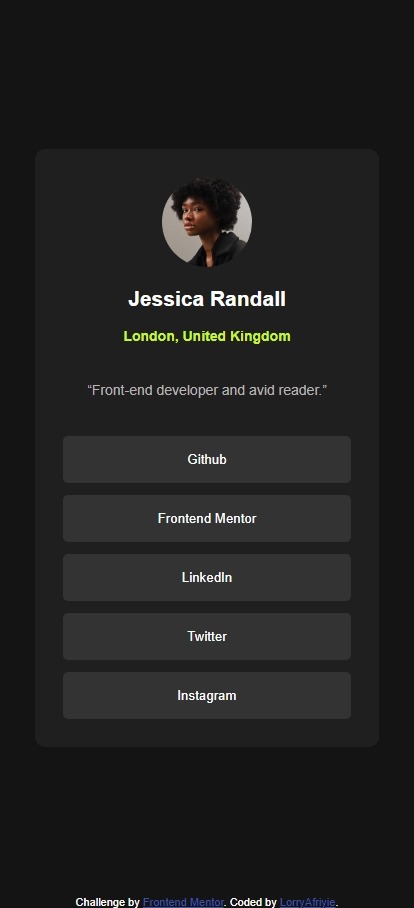 Jessica Randall
London, United Kingdom
“Front-end developer and avid reader.”
Github
Frontend Mentor
LinkedIn
Twitter
Instagram
Challenge by Frontend Mentor. Coded by LorryAfriyie.